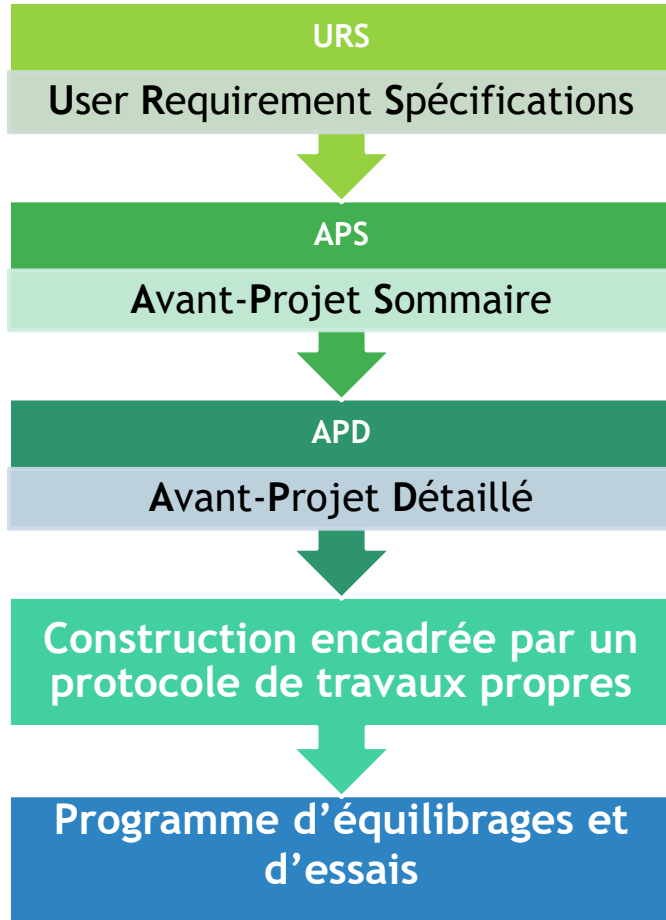 URS
User Requirement Spécifications
APS
Avant-Projet Sommaire
APD
Avant-Projet Détaillé
Construction encadrée par un
protocole de travaux propres
Programme d’équilibrages et
d’essais